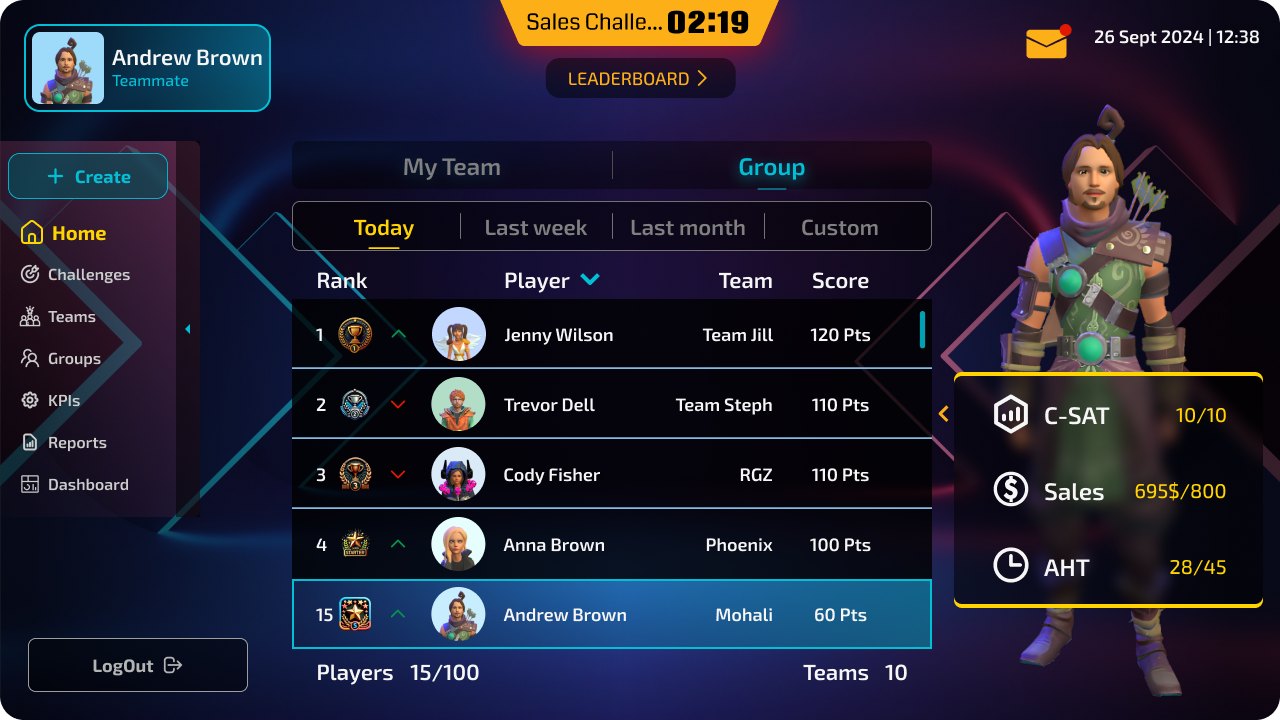 Sales Challe... 02:19
Andrew Brown
Teammate
26 Sept 2024 | 12:38
LEADERBOARD
Create
Home
Challenges
Teams
Groups
KPIs
Reports
Dashboard
LogOut
My Team Group
Today Last week Last month Custom
Rank Player Team Score
1 Jenny Wilson Team Jill 120 Pts
2 Trevor Dell Team Steph 110 Pts
3 Cody Fisher RGZ 110 Pts
4 Anna Brown Phoenix 100 Pts
15 Andrew Brown Mohali 60 Pts
Players 15/100 Teams 10
C-SAT 10/10
Sales 695$/800
AHT 28/45